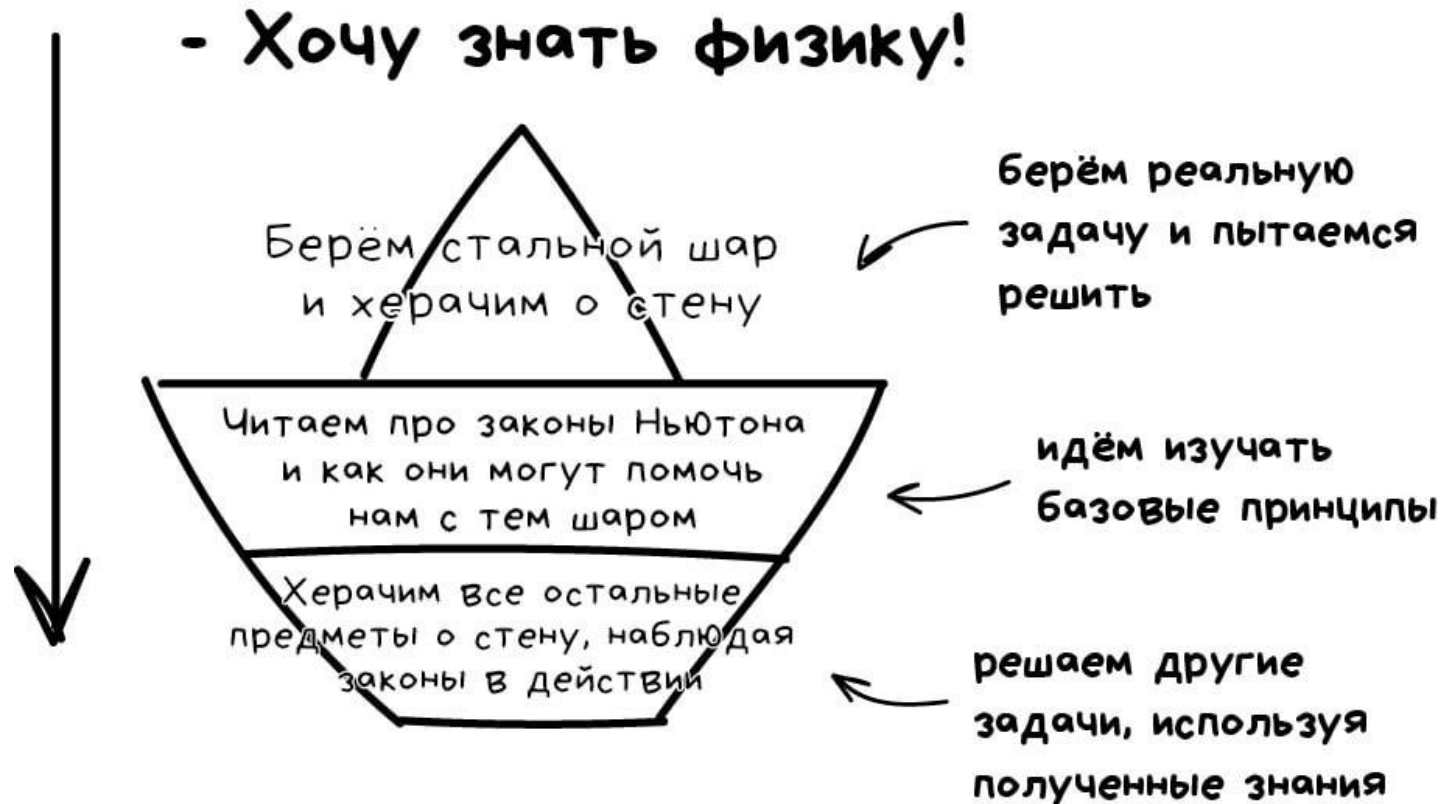 - Хочу знать физику!
Берём стальной шар
и херачим о стену
берём реальную
задачу и пытаемся
решить
Читаем про законы Ньютона
и как они могут помочь
нам с тем шаром
идём изучать
базовые принципы
Херачим все остальные
предметы о стену, наблюдая
законы в действии
решаем другие
задачи, используя
полученные знания